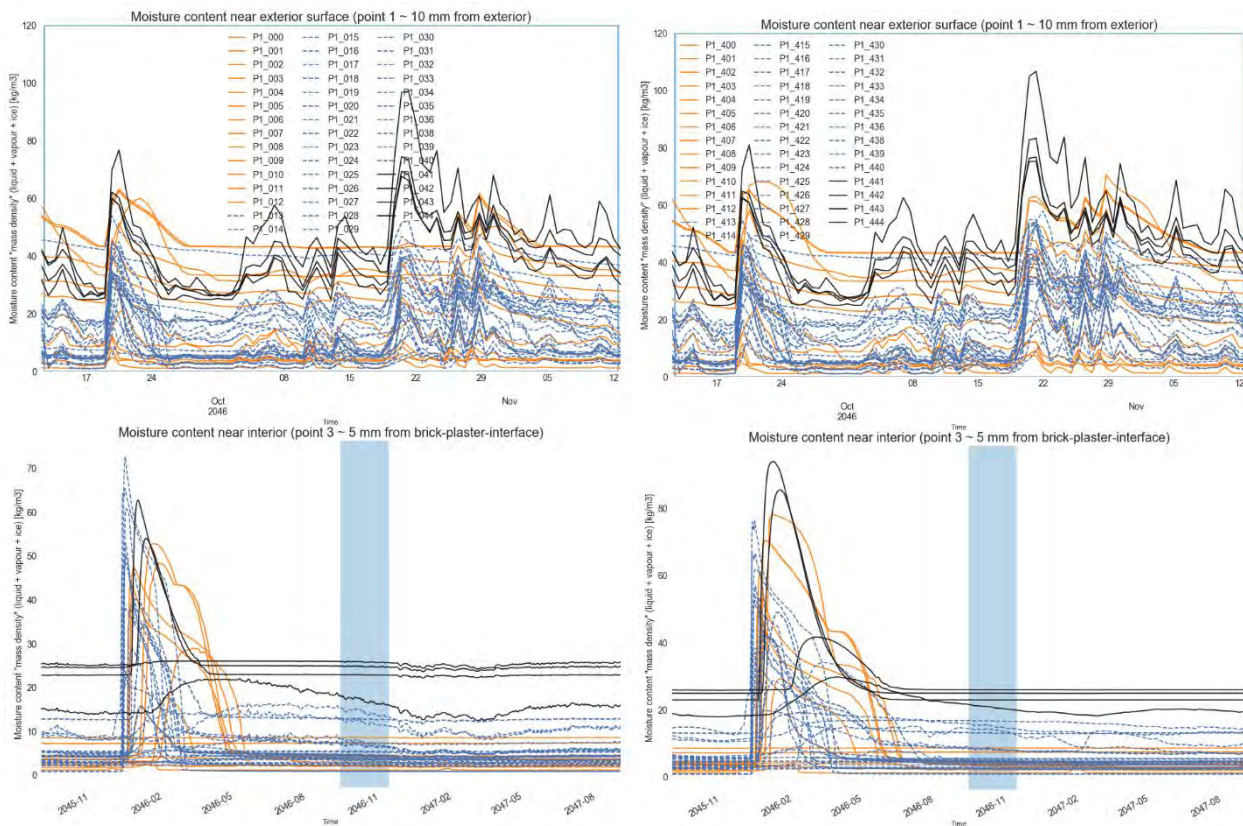 Moisture content near exterior surface (point 1 ~ 10 mm from exterior)
Moisture content "mass density" (liquid + vapour + ice) [kg/m3]
120
100
80
60
40
20
0
P1_000 P1_015 P1_030
P1_001 P1_016 P1_031
P1_002 P1_017 P1_032
P1_003 P1_018 P1_033
P1_004 P1_019 P1_034
P1_005 P1_020 P1_035
P1_006 P1_021 P1_036
P1_007 P1_022 P1_038
P1_008 P1_023 P1_039
P1_009 P1_024 P1_040
P1_010 P1_025 P1_041
P1_011 P1_026 P1_042
P1_012 P1_027 P1_043
P1_013 P1_028
P1_014 P1_029
17 24 08 15 22 29 05 12
Oct Nov
2046
Time
Moisture content near exterior surface (point 1 ~ 10 mm from exterior)
Moisture content "mass density" (liquid + vapour + ice) [kg/m3]
120
100
80
60
40
20
0
P1_400 P1_415 P1_430
P1_401 P1_416 P1_431
P1_402 P1_417 P1_432
P1_403 P1_418 P1_433
P1_404 P1_419 P1_434
P1_405 P1_420 P1_435
P1_406 P1_421 P1_436
P1_407 P1_422 P1_438
P1_408 P1_423 P1_439
P1_409 P1_424 P1_440
P1_410 P1_425 P1_441
P1_411 P1_426 P1_442
P1_412 P1_427 P1_443
P1_413 P1_428 P1_444
P1_414 P1_429
17 24 08 15 22 29 05 12
Oct Nov
2046
Time
Moisture content near interior (point 3 ~ 5 mm from brick-plaster-interface)
Moisture content "mass density" (liquid + vapour + ice) [kg/m3]
70
60
50
40
30
20
10
0
2045-11 2046-02 2046-05 2046-08 2046-11 2047-02 2047-05 2047-08
Time
Moisture content near interior (point 3 ~ 5 mm from brick-plaster-interface)
Moisture content "mass density" (liquid + vapour + ice) [kg/m3]
80
60
40
20
0
2045-11 2046-02 2046-05 2046-08 2046-11 2047-02 2047-05 2047-08
Time